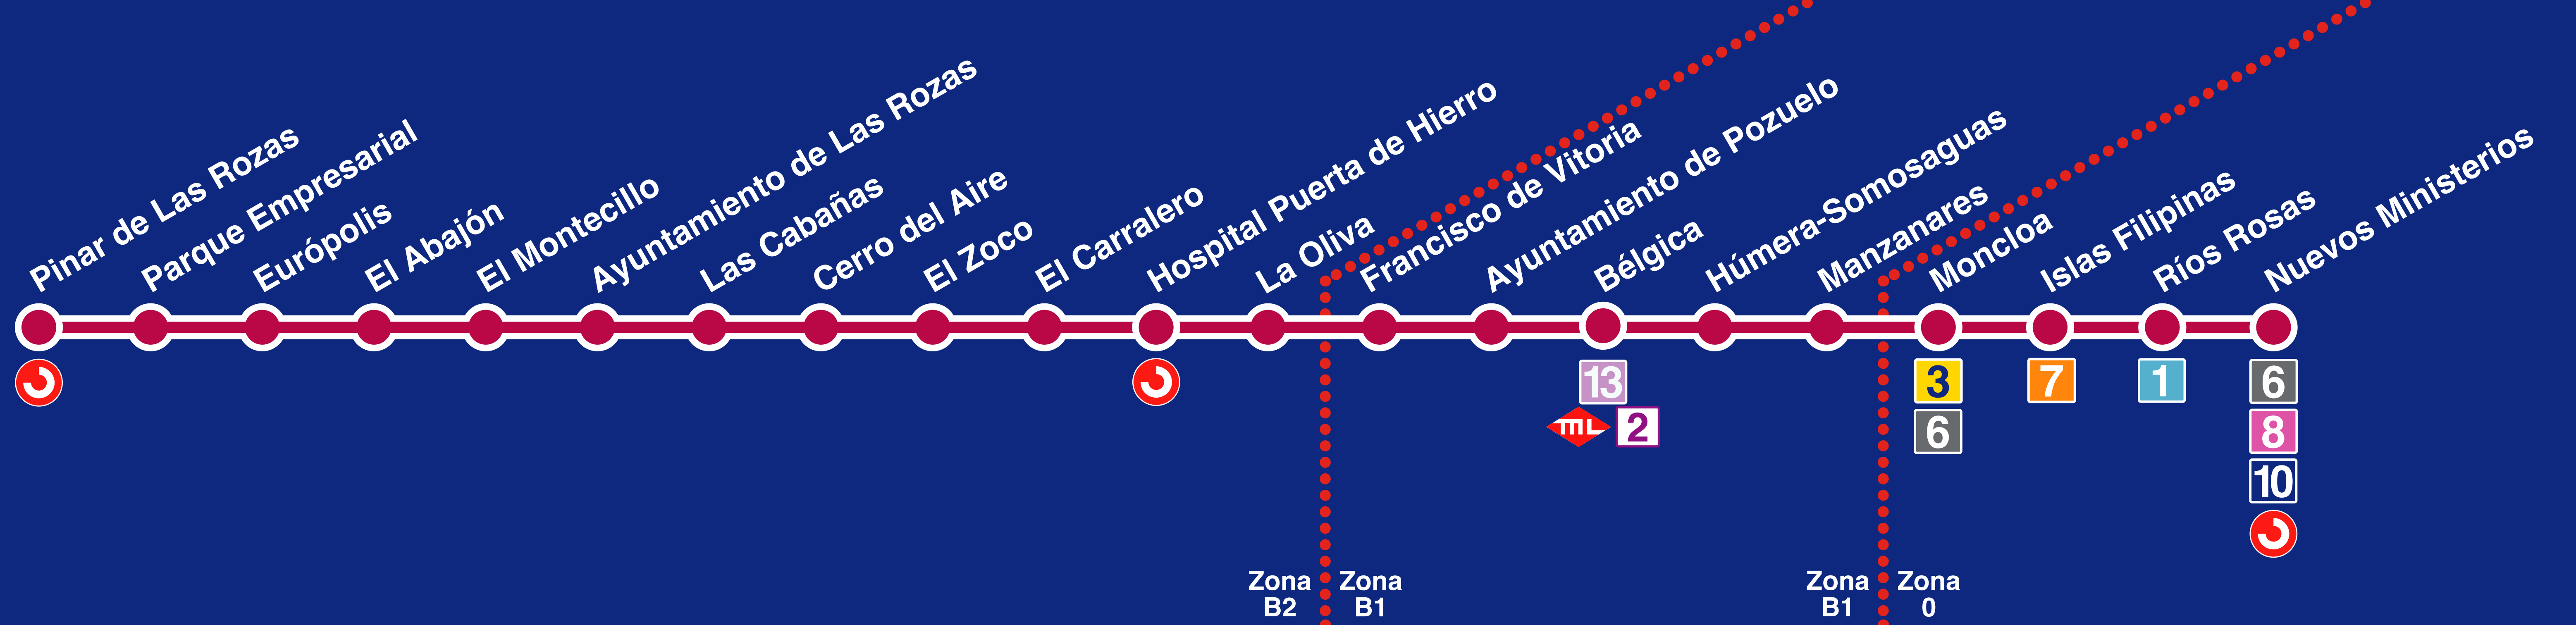 Pinar de Las Rozas
Parque Empresarial
Európolis
El Abajón
El Montecillo
Ayuntamiento de Las Rozas
Las Cabañas
Cerro del Aire
El Zoco
El Carralero
Hospital Puerta de Hierro
La Oliva
Francisco de Vitoria
Ayuntamiento de Pozuelo
Bélgica
Húmera-Somosaguas
Manzanares
Moncloa
Islas Filipinas
Ríos Rosas
Nuevos Ministerios
13
ML 2
3
6
7
1
6
8
10
Zona
B2
Zona
B1
Zona
B1
Zona
0